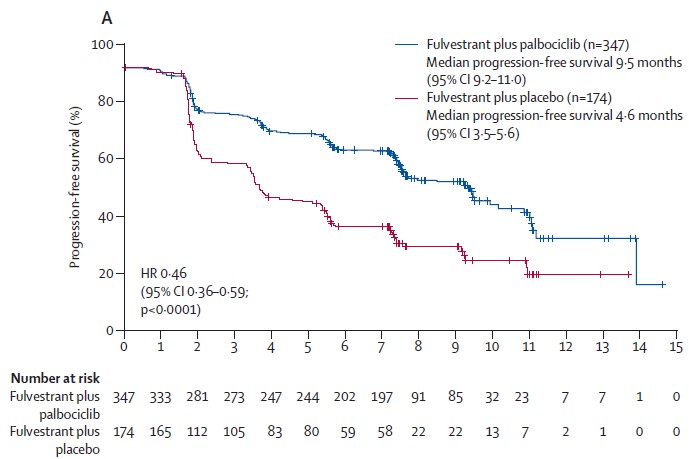 A
Progression-free survival (%)
100
80
60
40
20
0
Fulvestrant plus palbociclib (n=347)
Median progression-free survival 9·5 months
(95% CI 9·2–11·0)
Fulvestrant plus placebo (n=174)
Median progression-free survival 4·6 months
(95% CI 3·5–5·6)
HR 0·46
(95% CI 0·36–0·59;
p<0·0001)
0 1 2 3 4 5 6 7 8 9 10 11 12 13 14 15
Number at risk
Fulvestrant plus
palbociclib
347 333 281 273 247 244 202 197 91 85 32 23 7 7 1 0
Fulvestrant plus
placebo
174 165 112 105 83 80 59 58 22 22 13 7 2 1 0 0